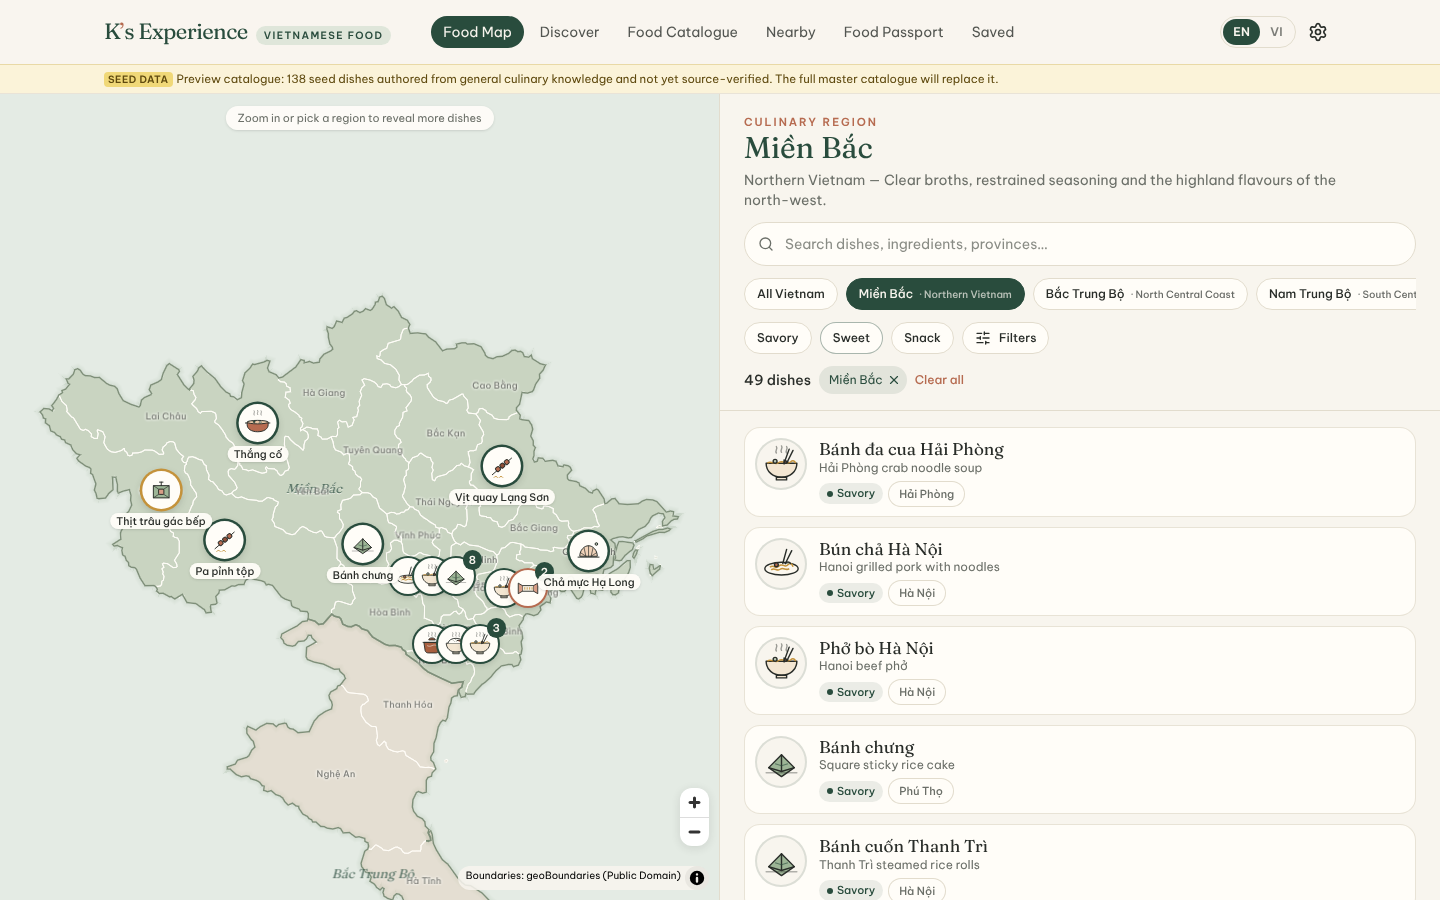 K's Experience
VIETNAMESE FOOD
Food Map
Discover
Food Catalogue
Nearby
Food Passport
Saved
EN
VI
SEED DATA Preview catalogue: 138 seed dishes authored from general culinary knowledge and not yet source-verified. The full master catalogue will replace it.
Zoom in or pick a region to reveal more dishes
Cao Bằng
Hà Giang
Lai Châu
Bắc Kạn
Thắng cố
Tuyên Quang
Miền Bắc
Vịt quay Lạng Sơn
Thịt trâu gác bếp
Bắc Giang
Vĩnh Phúc
8
Pa pỉnh tộp
Bánh chưng
2
Chả mực Hạ Long
Hòa Bình
3
Thanh Hóa
Nghệ An
Bắc Trung Bộ
Hà Tĩnh
Boundaries: geoBoundaries (Public Domain)
CULINARY REGION
Miền Bắc
Northern Vietnam — Clear broths, restrained seasoning and the highland flavours of the
north-west.
Search dishes, ingredients, provinces…
All Vietnam
Miền Bắc · Northern Vietnam
Bắc Trung Bộ · North Central Coast
Nam Trung Bộ · South Cent
Savory
Sweet
Snack
Filters
49 dishes
Miền Bắc
Clear all
Bánh đa cua Hải Phòng
Hải Phòng crab noodle soup
Savory
Hải Phòng
Bún chả Hà Nội
Hanoi grilled pork with noodles
Savory
Hà Nội
Phở bò Hà Nội
Hanoi beef phở
Savory
Hà Nội
Bánh chưng
Square sticky rice cake
Savory
Phú Thọ
Bánh cuốn Thanh Trì
Thanh Trì steamed rice rolls
Savory
Hà Nội